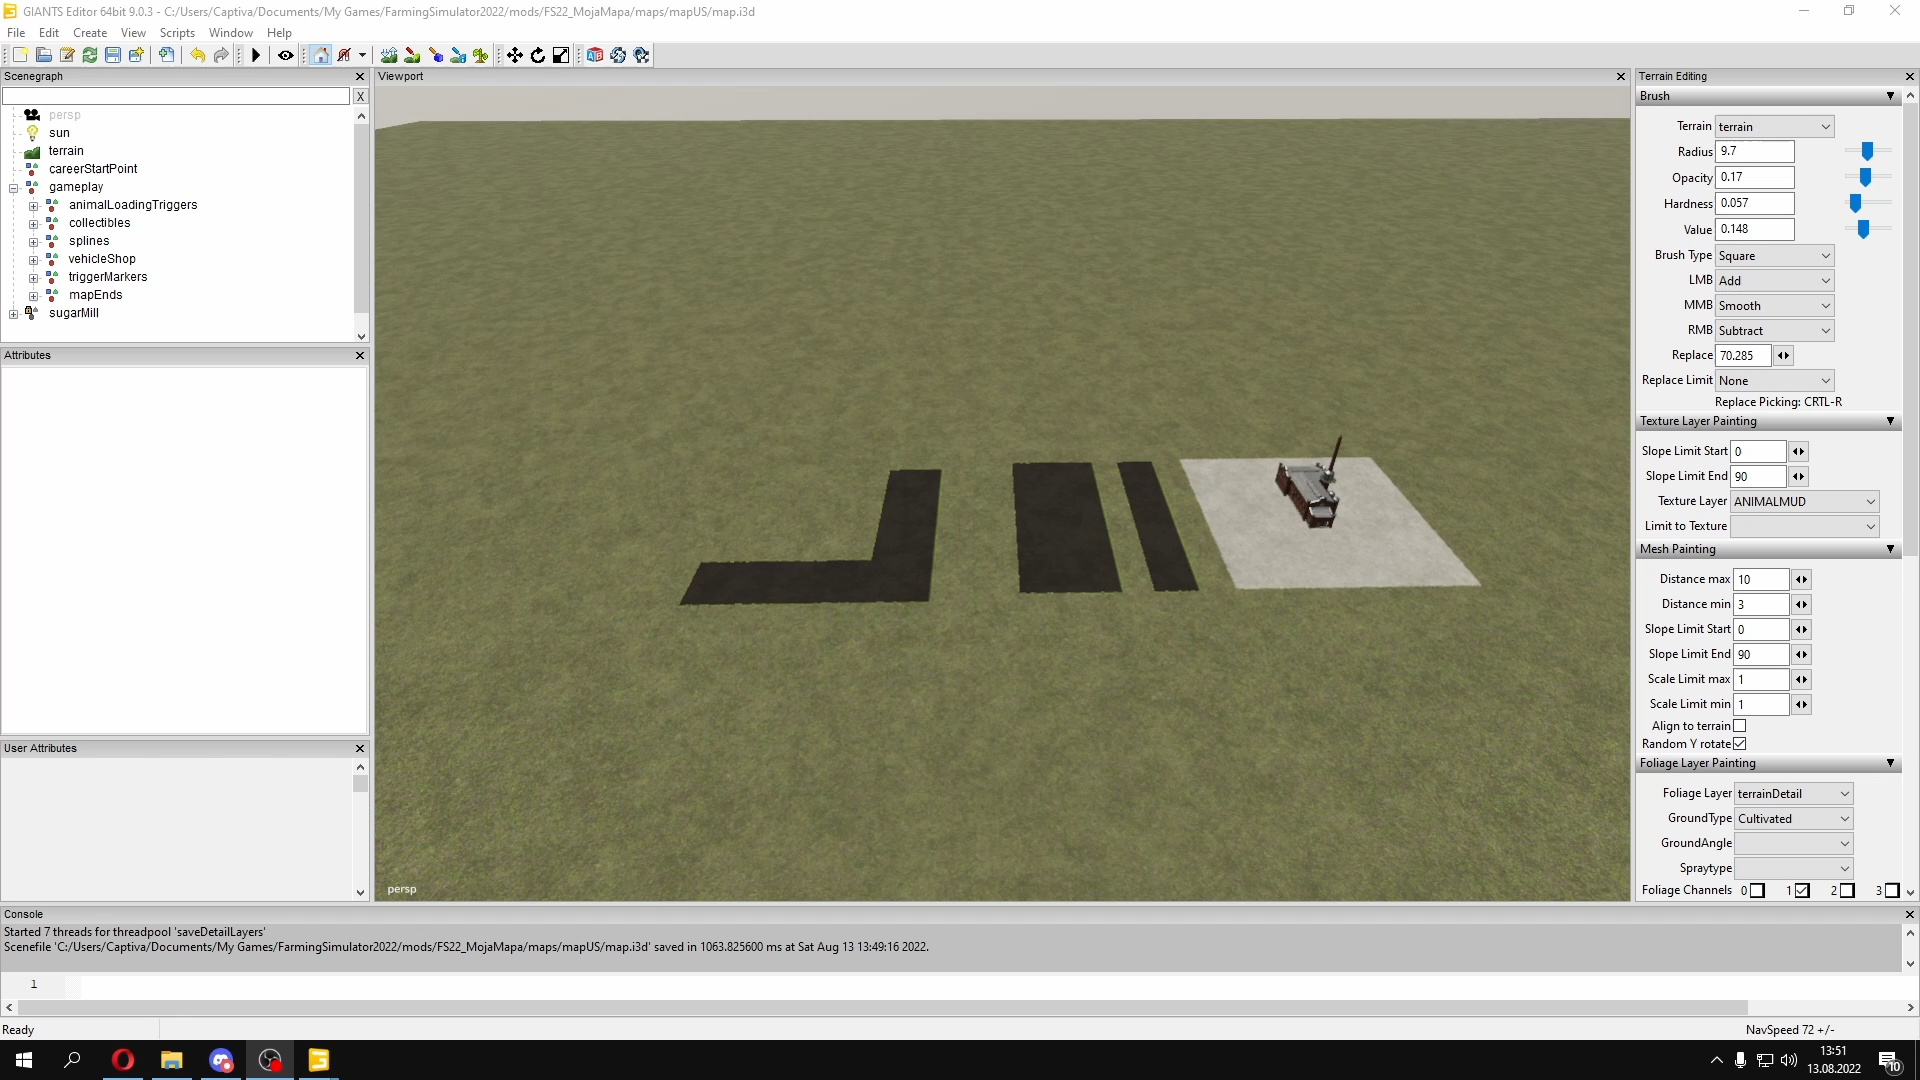 GIANTS Editor 64bit 9.0.3 - C:/Users/Captiva/Documents/My Games/FarmingSimulator2022/mods/FS22_MojaMapa/maps/mapUS/map.i3d
File Edit Create View Scripts Window Help
Scenegraph
X
persp
sun
terrain
careerStartPoint
gameplay
animalLoadingTriggers
collectibles
splines
vehicleShop
triggerMarkers
mapEnds
sugarMill
Attributes
User Attributes
Viewport
persp
Terrain Editing
Brush
Terrain terrain
Radius 9.7
Opacity 0.17
Hardness 0.057
Value 0.148
Brush Type Square
LMB Add
MMB Smooth
RMB Subtract
Replace 70.285
Replace Limit None
Replace Picking: CRTL-R
Texture Layer Painting
Slope Limit Start 0
Slope Limit End 90
Texture Layer ANIMALMUD
Limit to Texture
Mesh Painting
Distance max 10
Distance min 3
Slope Limit Start 0
Slope Limit End 90
Scale Limit max 1
Scale Limit min 1
Align to terrain
Random Y rotate
Foliage Layer Painting
Foliage Layer terrainDetail
GroundType Cultivated
GroundAngle
Spraytype
Foliage Channels 0 1 2 3
Console
Started 7 threads for threadpool 'saveDetailLayers'
Scenefile 'C:/Users/Captiva/Documents/My Games/FarmingSimulator2022/mods/FS22_MojaMapa/maps/mapUS/map.i3d' saved in 1063.825600 ms at Sat Aug 13 13:49:16 2022.
1
Ready
NavSpeed 72 +/-
13:51
13.08.2022
10